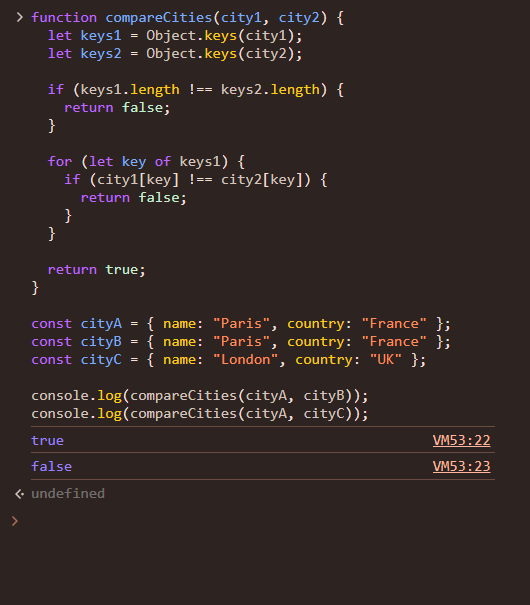 function compareCities(city1, city2) {
  let keys1 = Object.keys(city1);
  let keys2 = Object.keys(city2);

  if (keys1.length !== keys2.length) {
    return false;
  }

  for (let key of keys1) {
    if (city1[key] !== city2[key]) {
      return false;
    }
  }

  return true;
}

const cityA = { name: "Paris", country: "France" };
const cityB = { name: "Paris", country: "France" };
const cityC = { name: "London", country: "UK" };

console.log(compareCities(cityA, cityB));
console.log(compareCities(cityA, cityC));
true VM53:22
false VM53:23
undefined